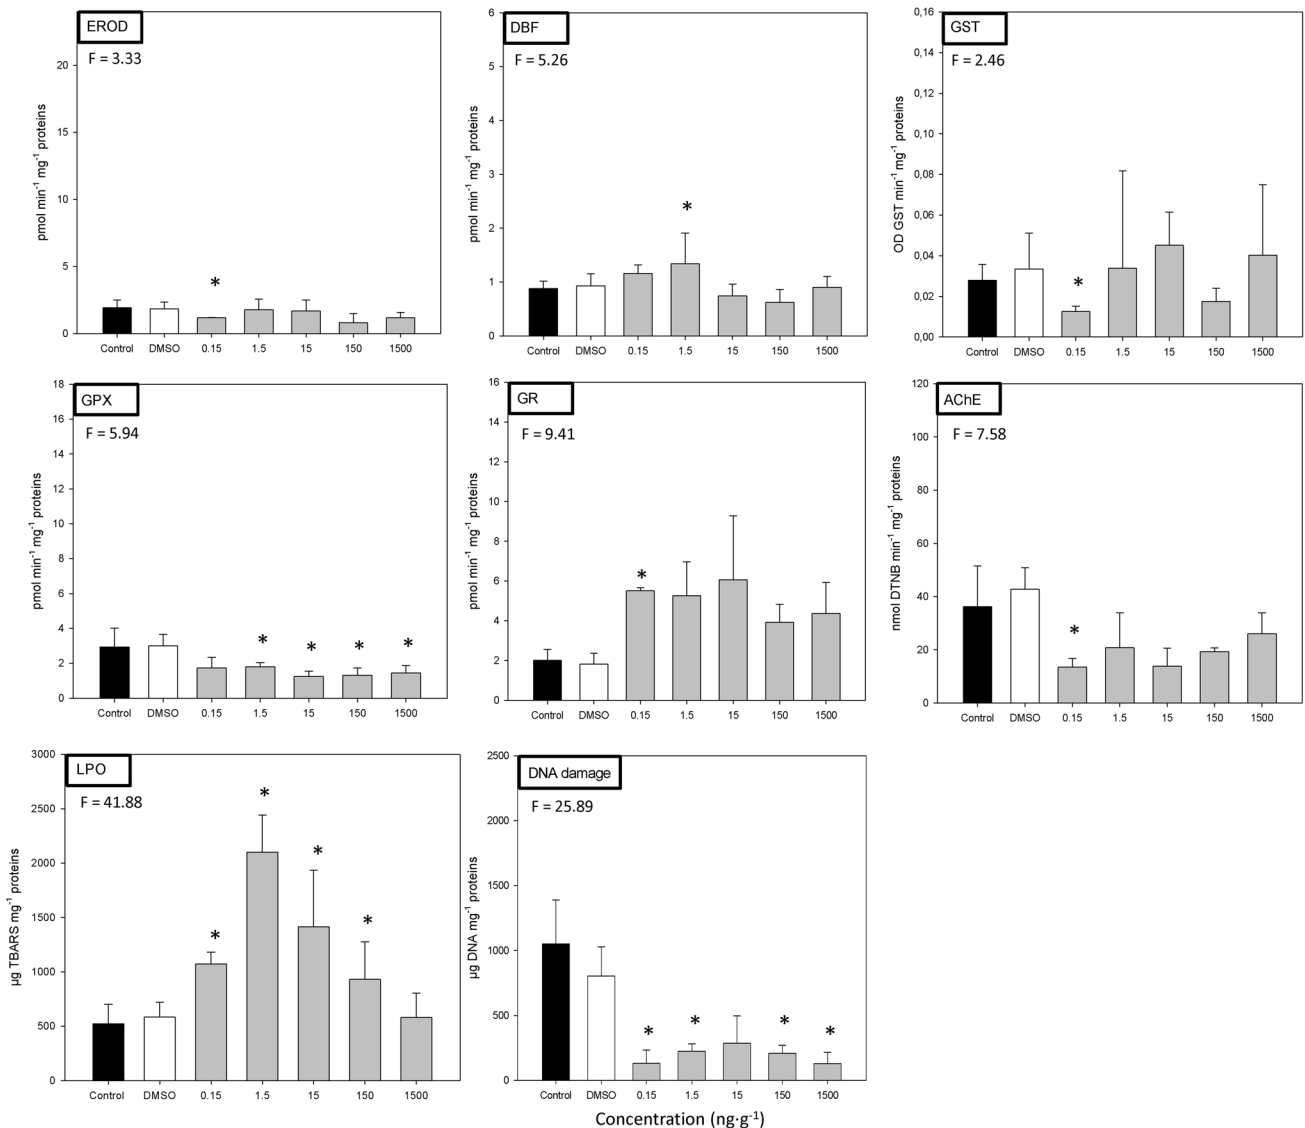 EROD
F = 3.33
pmol min⁻¹ mg⁻¹ proteins
20
15
10
5
0
*
Control DMSO 0.15 1.5 15 150 1500
DBF
F = 5.26
pmol min⁻¹ mg⁻¹ proteins
6
5
4
3
2
1
0
*
Control DMSO 0.15 1.5 15 150 1500
GST
F = 2.46
OD GST min⁻¹ mg⁻¹ proteins
0,16
0,14
0,12
0,10
0,08
0,06
0,04
0,02
0,00
*
Control DMSO 0.15 1.5 15 150 1500
GPX
F = 5.94
pmol min⁻¹ mg⁻¹ proteins
18
16
14
12
10
8
6
4
2
0
* * * *
Control DMSO 0.15 1.5 15 150 1500
GR
F = 9.41
pmol min⁻¹ mg⁻¹ proteins
16
14
12
10
8
6
4
2
0
*
Control DMSO 0.15 1.5 15 150 1500
AChE
F = 7.58
nmol DTNB min⁻¹ mg⁻¹ proteins
120
100
80
60
40
20
0
*
Control DMSO 0.15 1.5 15 150 1500
LPO
F = 41.88
µg TBARS mg⁻¹ proteins
3000
2500
2000
1500
1000
500
0
* * * *
Control DMSO 0.15 1.5 15 150 1500
DNA damage
F = 25.89
µg DNA mg⁻¹ proteins
2500
2000
1500
1000
500
0
* * * *
Control DMSO 0.15 1.5 15 150 1500
Concentration (ng·g⁻¹)